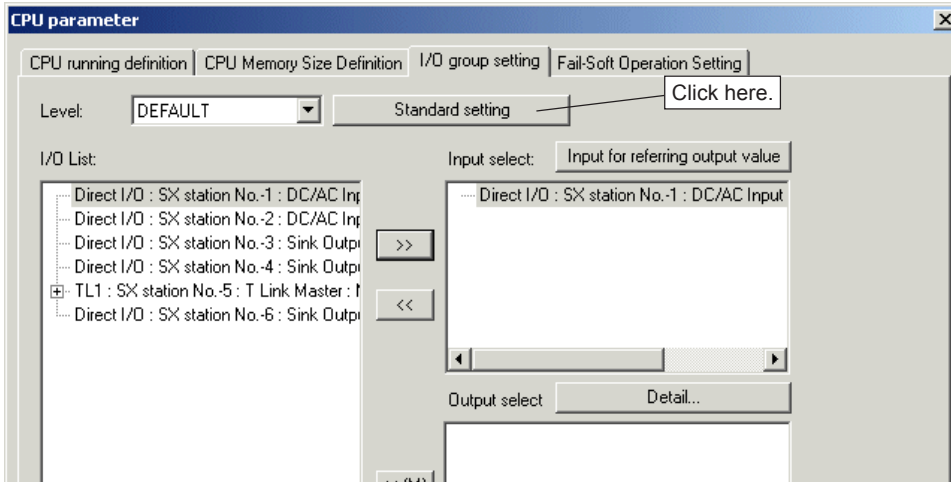 CPU parameter
CPU running definition
CPU Memory Size Definition
I/O group setting
Fail-Soft Operation Setting
Level:
DEFAULT
Standard setting
Click here.
I/O List:
Input select:
Input for referring output value
Direct I/O : SX station No.-1 : DC/AC Inp
Direct I/O : SX station No.-2 : DC/AC Inp
Direct I/O : SX station No.-3 : Sink Outpu
Direct I/O : SX station No.-4 : Sink Outpu
TL1 : SX station No.-5 : T Link Master :
Direct I/O : SX station No.-6 : Sink Outpu
>>
<<
Direct I/O : SX station No.-1 : DC/AC Input
Output select
Detail...